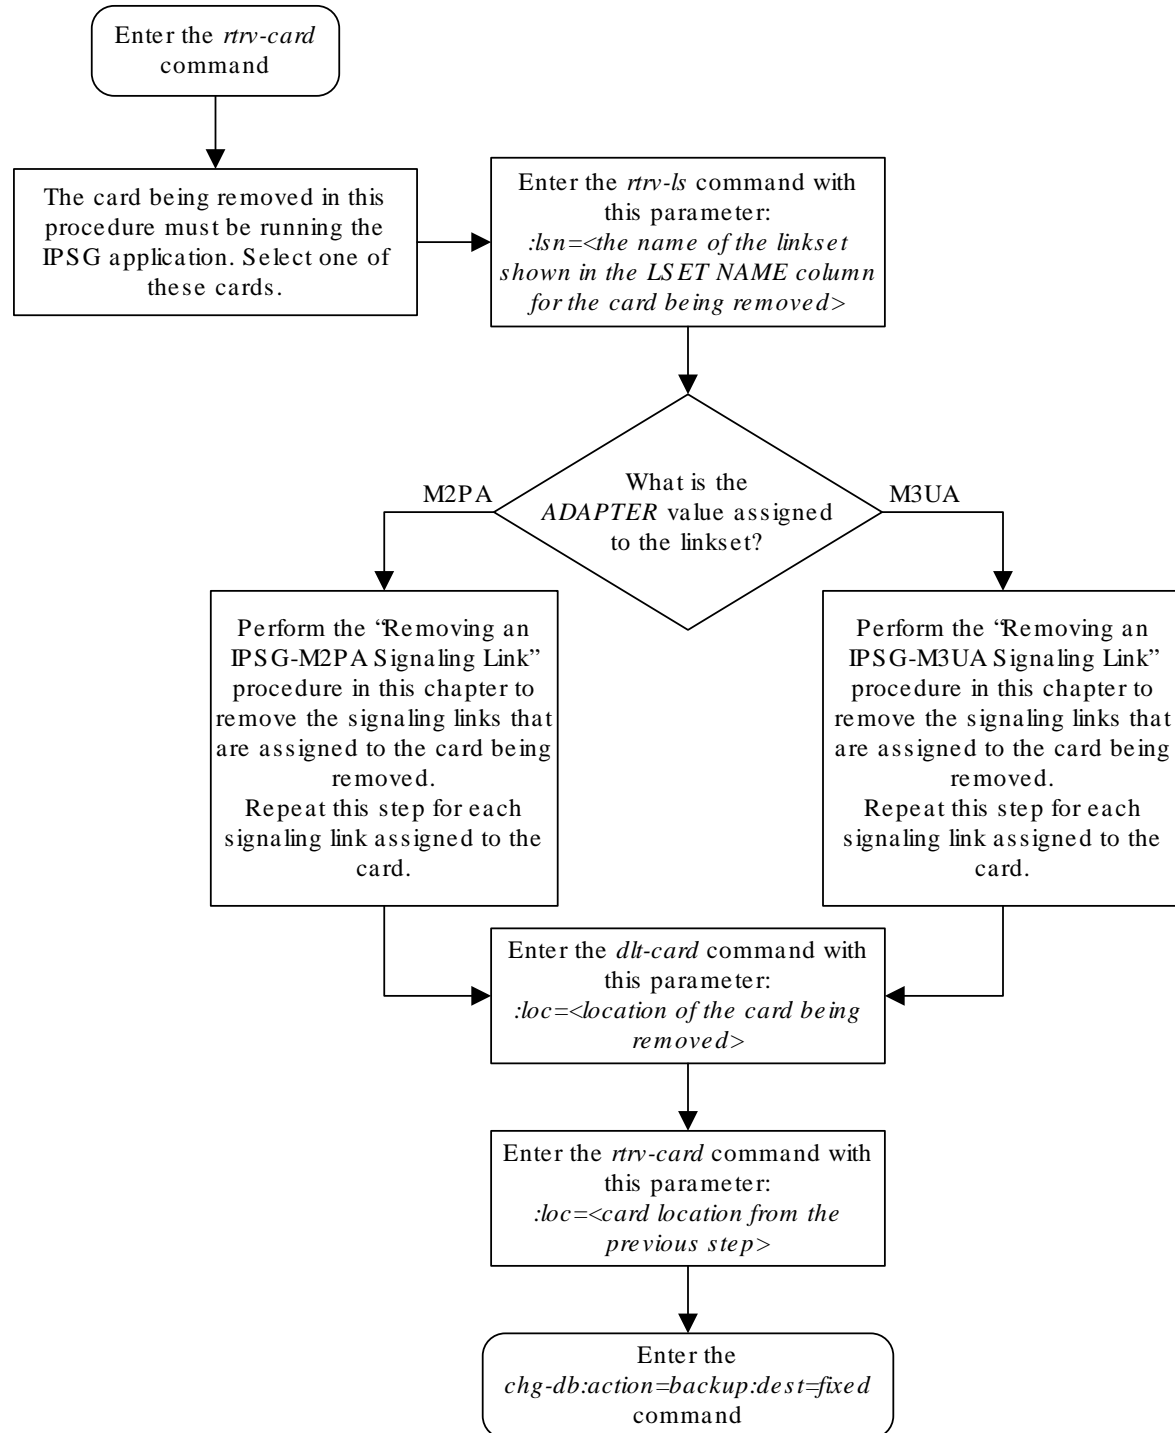 Enter the rtrv-card
command
The card being removed in this
procedure must be running the
IPSG application. Select one of
these cards.
Enter the rtrv-ls command with
this parameter:
:lsn=<the name of the linkset
shown in the LSET NAME column
for the card being removed>
What is the
ADAPTER value assigned
to the linkset?
M2PA
M3UA
Perform the “Removing an
IPSG-M2PA Signaling Link”
procedure in this chapter to
remove the signaling links that
are assigned to the card being
removed.
Repeat this step for each
signaling link assigned to the
card.
Perform the “Removing an
IPSG-M3UA Signaling Link”
procedure in this chapter to
remove the signaling links that
are assigned to the card being
removed.
Repeat this step for each
signaling link assigned to the
card.
Enter the dlt-card command with
this parameter:
:loc=<location of the card being
removed>
Enter the rtrv-card command with
this parameter:
:loc=<card location from the
previous step>
Enter the
chg-db:action=backup:dest=fixed
command